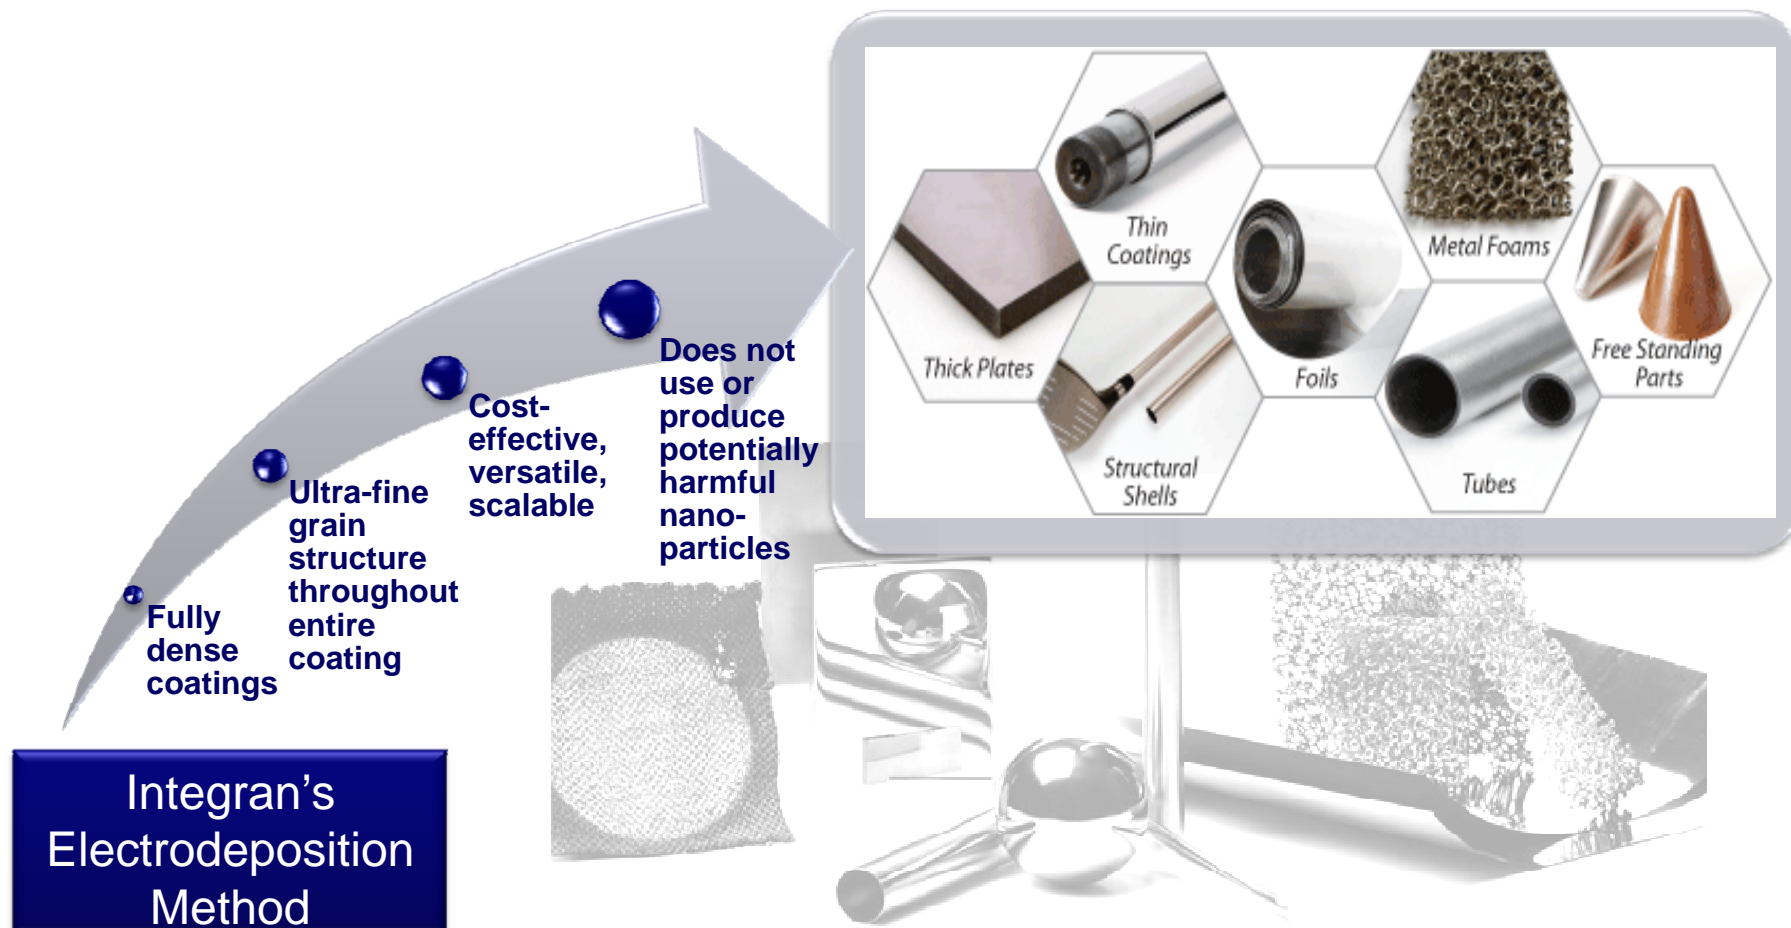 Thin
Coatings
Metal Foams
Thick Plates
Foils
Free Standing
Parts
Structural
Shells
Tubes
Does not
use or
produce
potentially
harmful
nano-
particles
Cost-
effective,
versatile,
scalable
Ultra-fine
grain
structure
throughout
entire
coating
Fully
dense
coatings
Integran’s
Electrodeposition
Method